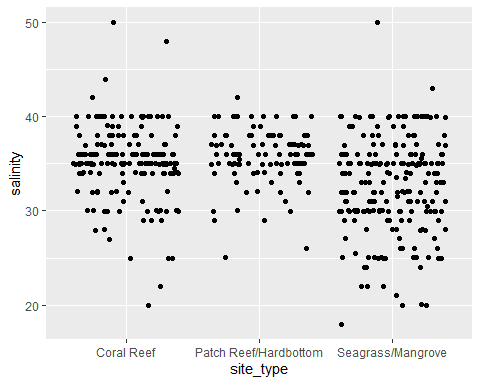 50
40
30
20
salinity
Coral Reef
Patch Reef/Hardbottom
Seagrass/Mangrove
site_type